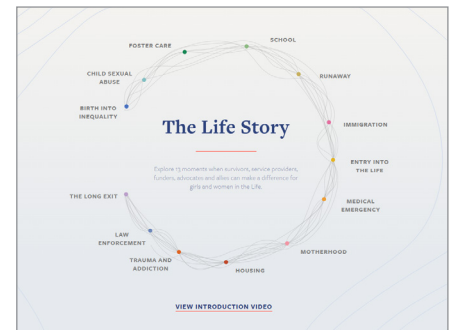 FOSTER CARE
SCHOOL
RUNAWAY
CHILD SEXUAL
ABUSE
BIRTH INTO
INEQUALITY
IMMIGRATION
The Life Story
Explore 13 moments when survivors, service providers,
funders, advocates and allies can make a difference for
girls and women in the Life.
ENTRY INTO
THE LIFE
THE LONG EXIT
MEDICAL
EMERGENCY
LAW
ENFORCEMENT
MOTHERHOOD
TRAUMA AND
ADDICTION
HOUSING
VIEW INTRODUCTION VIDEO